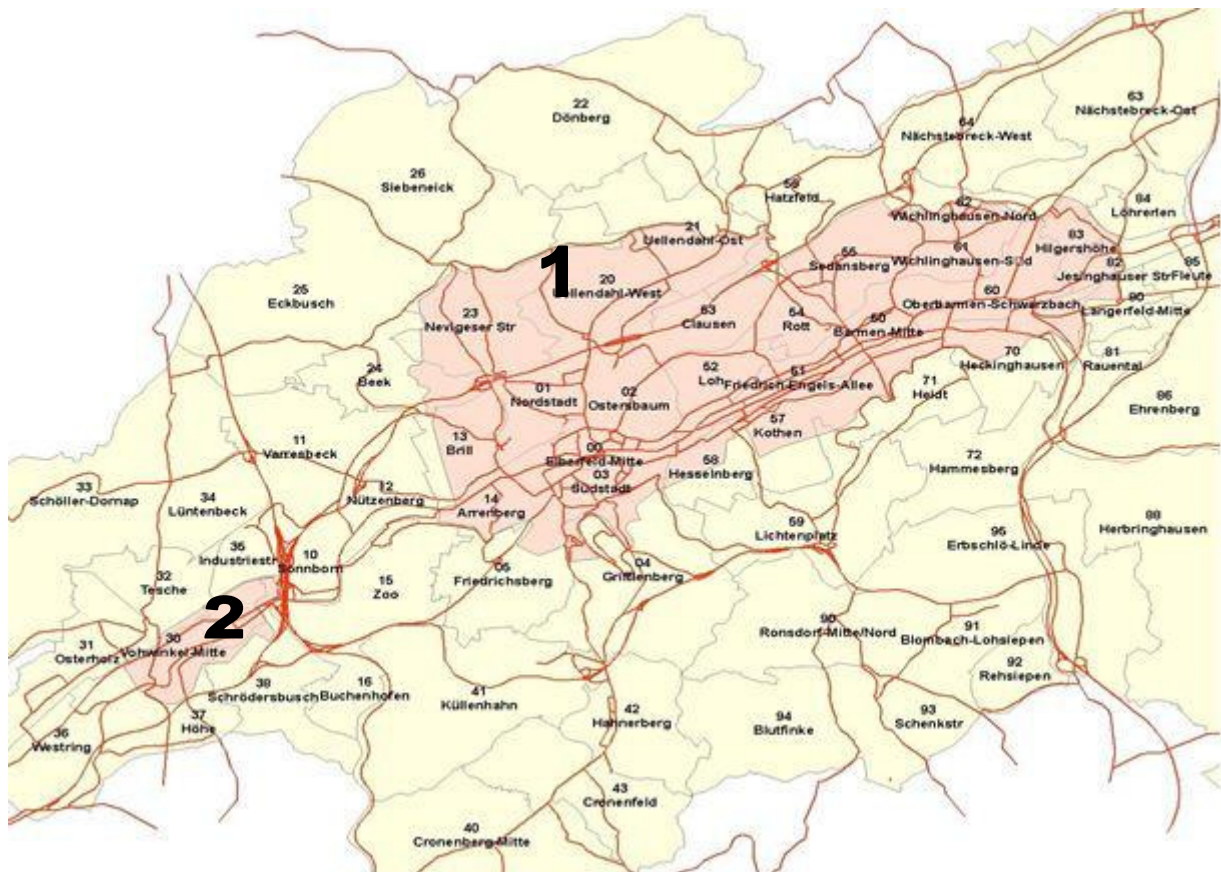 63
Nächstebreck-Ost
22
Dönberg
64
Nächstebreck-West
26
Siebeneick
56
Hatzfeld
84
Löhrerlen
62
Wichlinghausen-Nord
21
Uellendahl-Ost
83
Hilgershöhe
55
Sedansberg
61
Wichlinghausen-Süd
82
Jesinghauser Str
85
Fleute
1
20
Uellendahl-West
25
Eckbusch
60
Oberbarmen-Schwarzbach
80
Langerfeld-Mitte
23
Nevigeser Str
53
Clausen
54
Rott
50
Barmen-Mitte
70
Heckinghausen
81
Rauental
24
Beek
01
Nordstadt
02
Ostersbaum
52
Loh
51
Friedrich-Engels-Allee
71
Heidt
86
Ehrenberg
57
Kothen
11
Varresbeck
13
Brill
00
Elberfeld-Mitte
58
Hesselnberg
72
Hammesberg
33
Schöller-Dornap
34
Lüntenbeck
12
Nützenberg
03
Südstadt
14
Arrenberg
59
Lichtenplatz
88
Herbringhausen
95
Erbschlö-Linde
35
Industriestr
10
Sonnborn
32
Tesche
15
Zoo
05
Friedrichsberg
04
Grifflenberg
2
31
Osterholz
30
Vohwinkel-Mitte
90
Ronsdorf-Mitte/Nord
91
Blombach-Lohsiepen
92
Rehsiepen
38
Schrödersbusch
16
Buchenhofen
41
Küllenhahn
36
Westring
37
Höhe
42
Hahnerberg
94
Blutfinke
93
Schenkstr
43
Cronenfeld
40
Cronenberg-Mitte